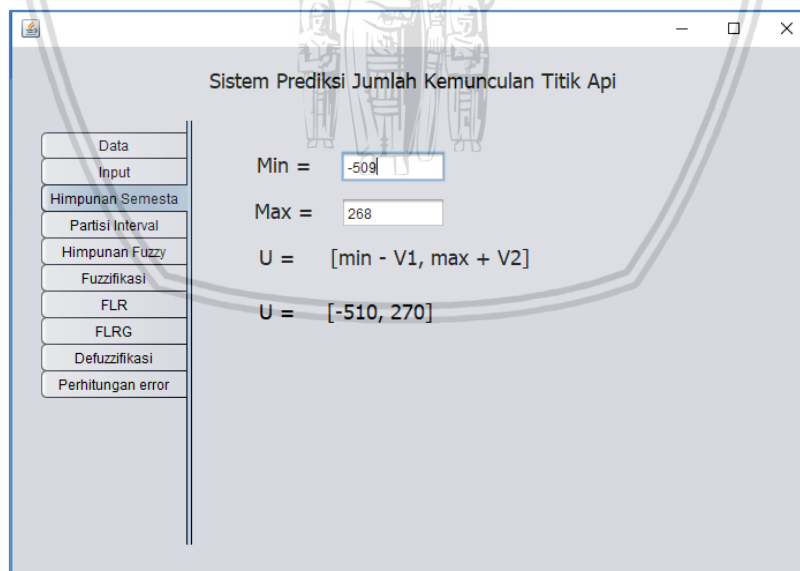 Sistem Prediksi Jumlah Kemunculan Titik Api
Data
Input
Himpunan Semesta
Partisi Interval
Himpunan Fuzzy
Fuzzifikasi
FLR
FLRG
Defuzzifikasi
Perhitungan error
Min = -509
Max = 268
U = [min - V1, max + V2]
U = [-510, 270]